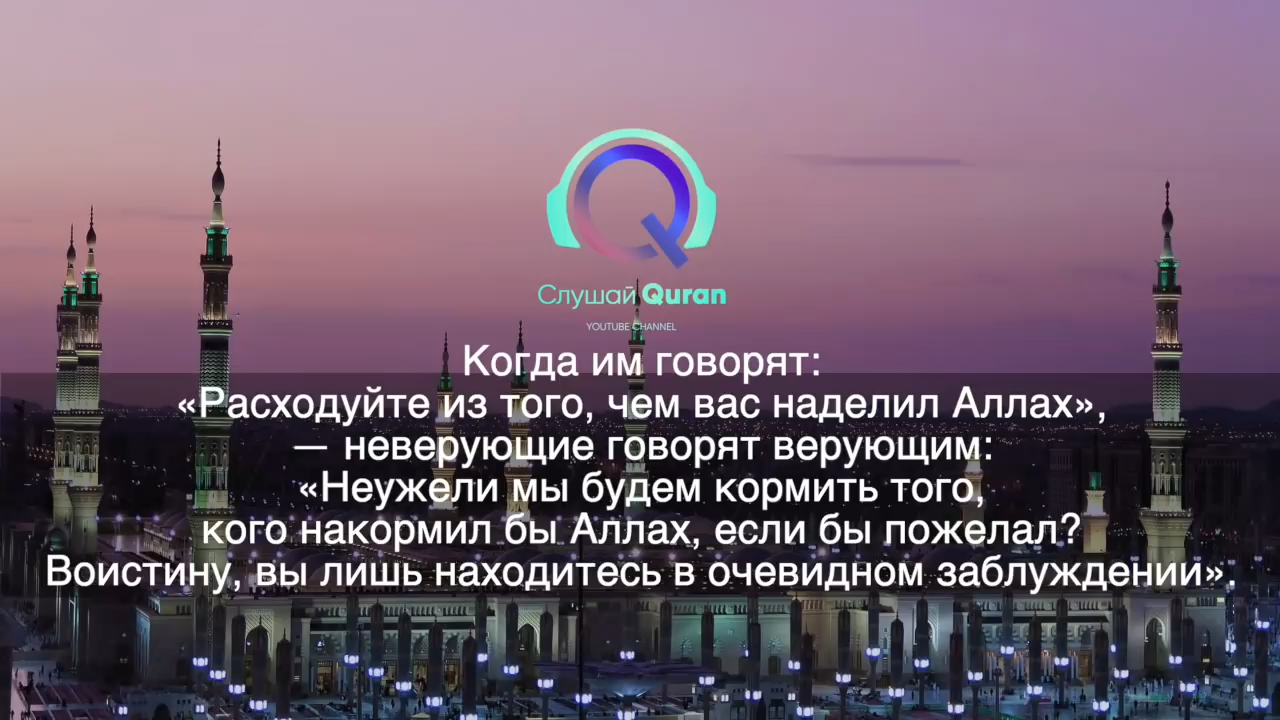 Слушай Quran
YOUTUBE CHANNEL
Когда им говорят:
«Расходуйте из того, чем вас наделил Аллах»,
— неверующие говорят верующим:
«Неужели мы будем кормить того,
кого накормил бы Аллах, если бы пожелал?
Воистину, вы лишь находитесь в очевидном заблуждении».